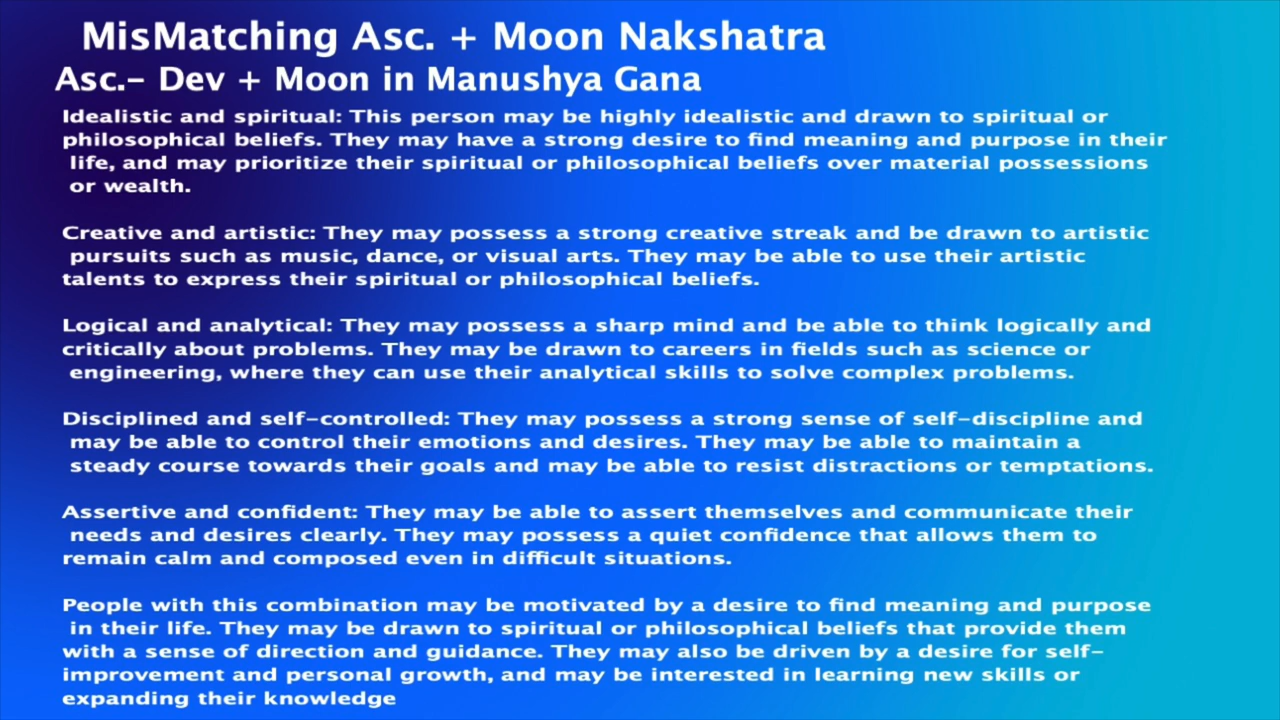 MisMatching Asc. + Moon Nakshatra
Asc.- Dev + Moon in Manushya Gana
Idealistic and spiritual: This person may be highly idealistic and drawn to spiritual or
philosophical beliefs. They may have a strong desire to find meaning and purpose in their
life, and may prioritize their spiritual or philosophical beliefs over material possessions
or wealth.
Creative and artistic: They may possess a strong creative streak and be drawn to artistic
pursuits such as music, dance, or visual arts. They may be able to use their artistic
talents to express their spiritual or philosophical beliefs.
Logical and analytical: They may possess a sharp mind and be able to think logically and
critically about problems. They may be drawn to careers in fields such as science or
engineering, where they can use their analytical skills to solve complex problems.
Disciplined and self-controlled: They may possess a strong sense of self-discipline and
may be able to control their emotions and desires. They may be able to maintain a
steady course towards their goals and may be able to resist distractions or temptations.
Assertive and confident: They may be able to assert themselves and communicate their
needs and desires clearly. They may possess a quiet confidence that allows them to
remain calm and composed even in difficult situations.
People with this combination may be motivated by a desire to find meaning and purpose
in their life. They may be drawn to spiritual or philosophical beliefs that provide them
with a sense of direction and guidance. They may also be driven by a desire for self-
improvement and personal growth, and may be interested in learning new skills or
expanding their knowledge